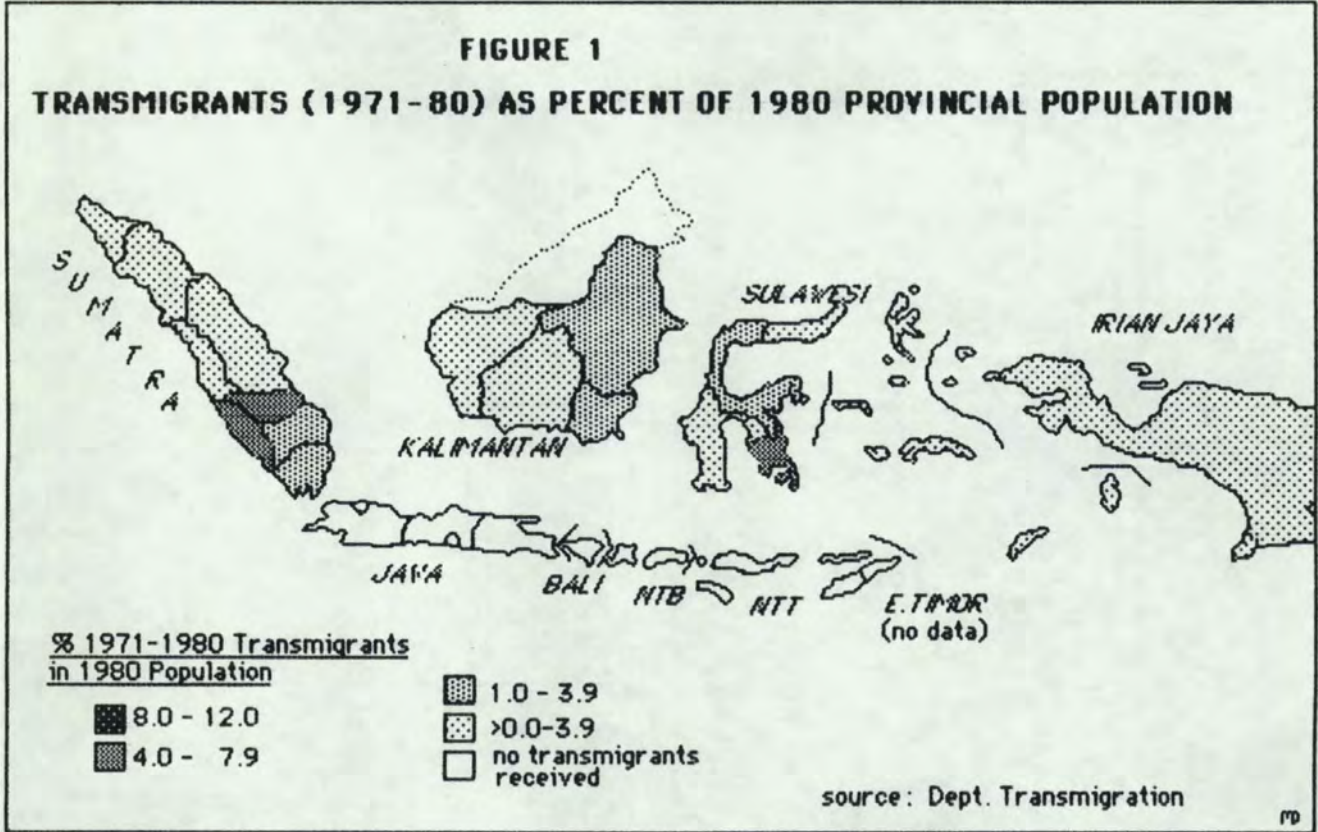 FIGURE 1
TRANSMIGRANTS (1971-80) AS PERCENT OF 1980 PROVINCIAL POPULATION
SUMATRA
KALIMANTAN
SULAWESI
IRIAN JAYA
JAVA
BALI
NTB
NTT
E.TIMOR
(no data)
% 1971-1980 Transmigrants
in 1980 Population
8.0 - 12.0
4.0 - 7.9
1.0 - 3.9
>0.0-3.9
no transmigrants
received
source: Dept. Transmigration